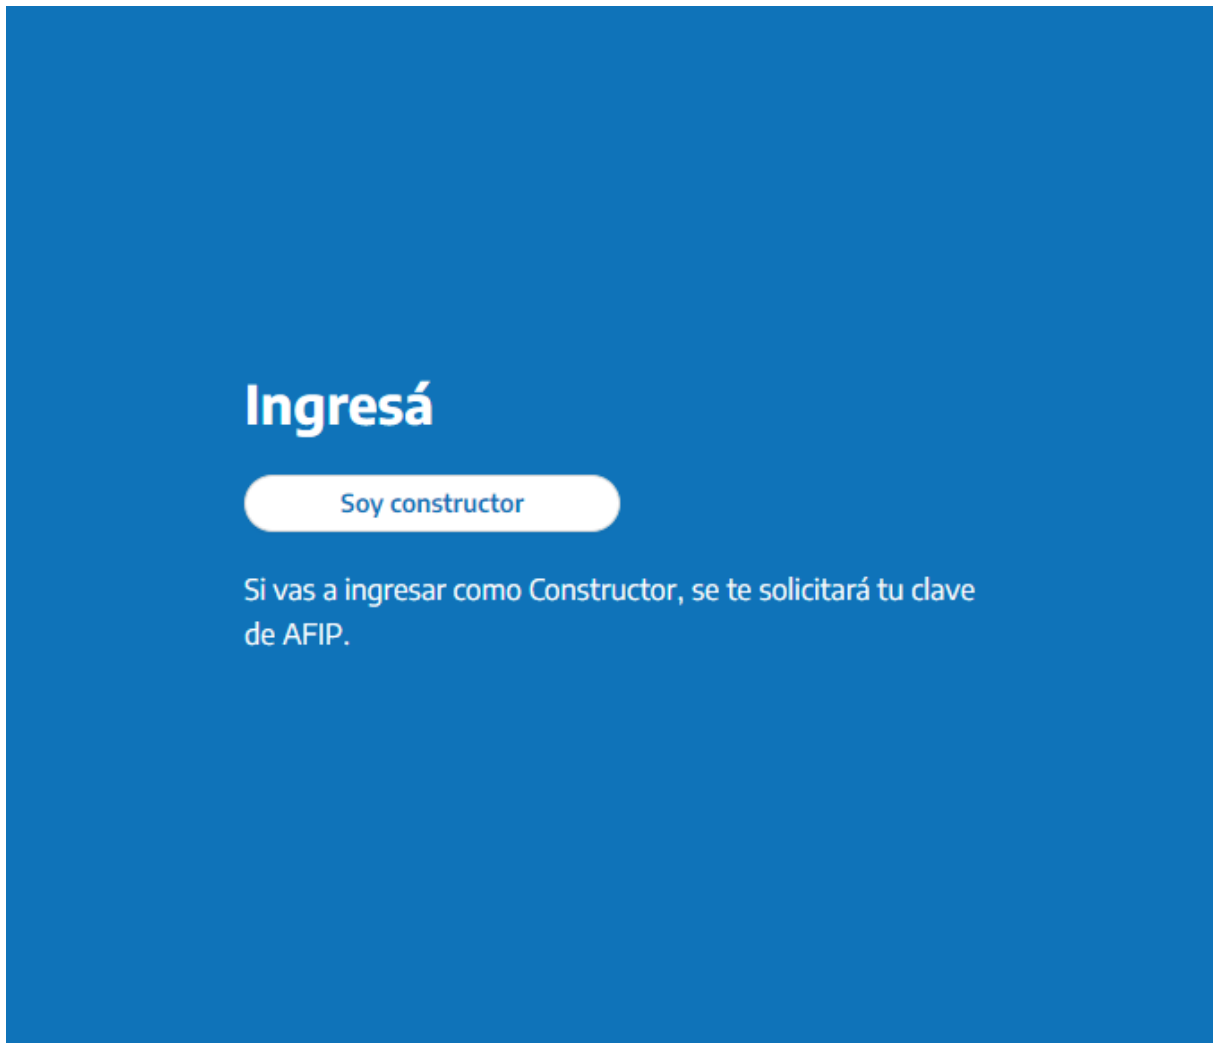 Ingresá
Soy constructor
Si vas a ingresar como Constructor, se te solicitará tu clave
de AFIP.